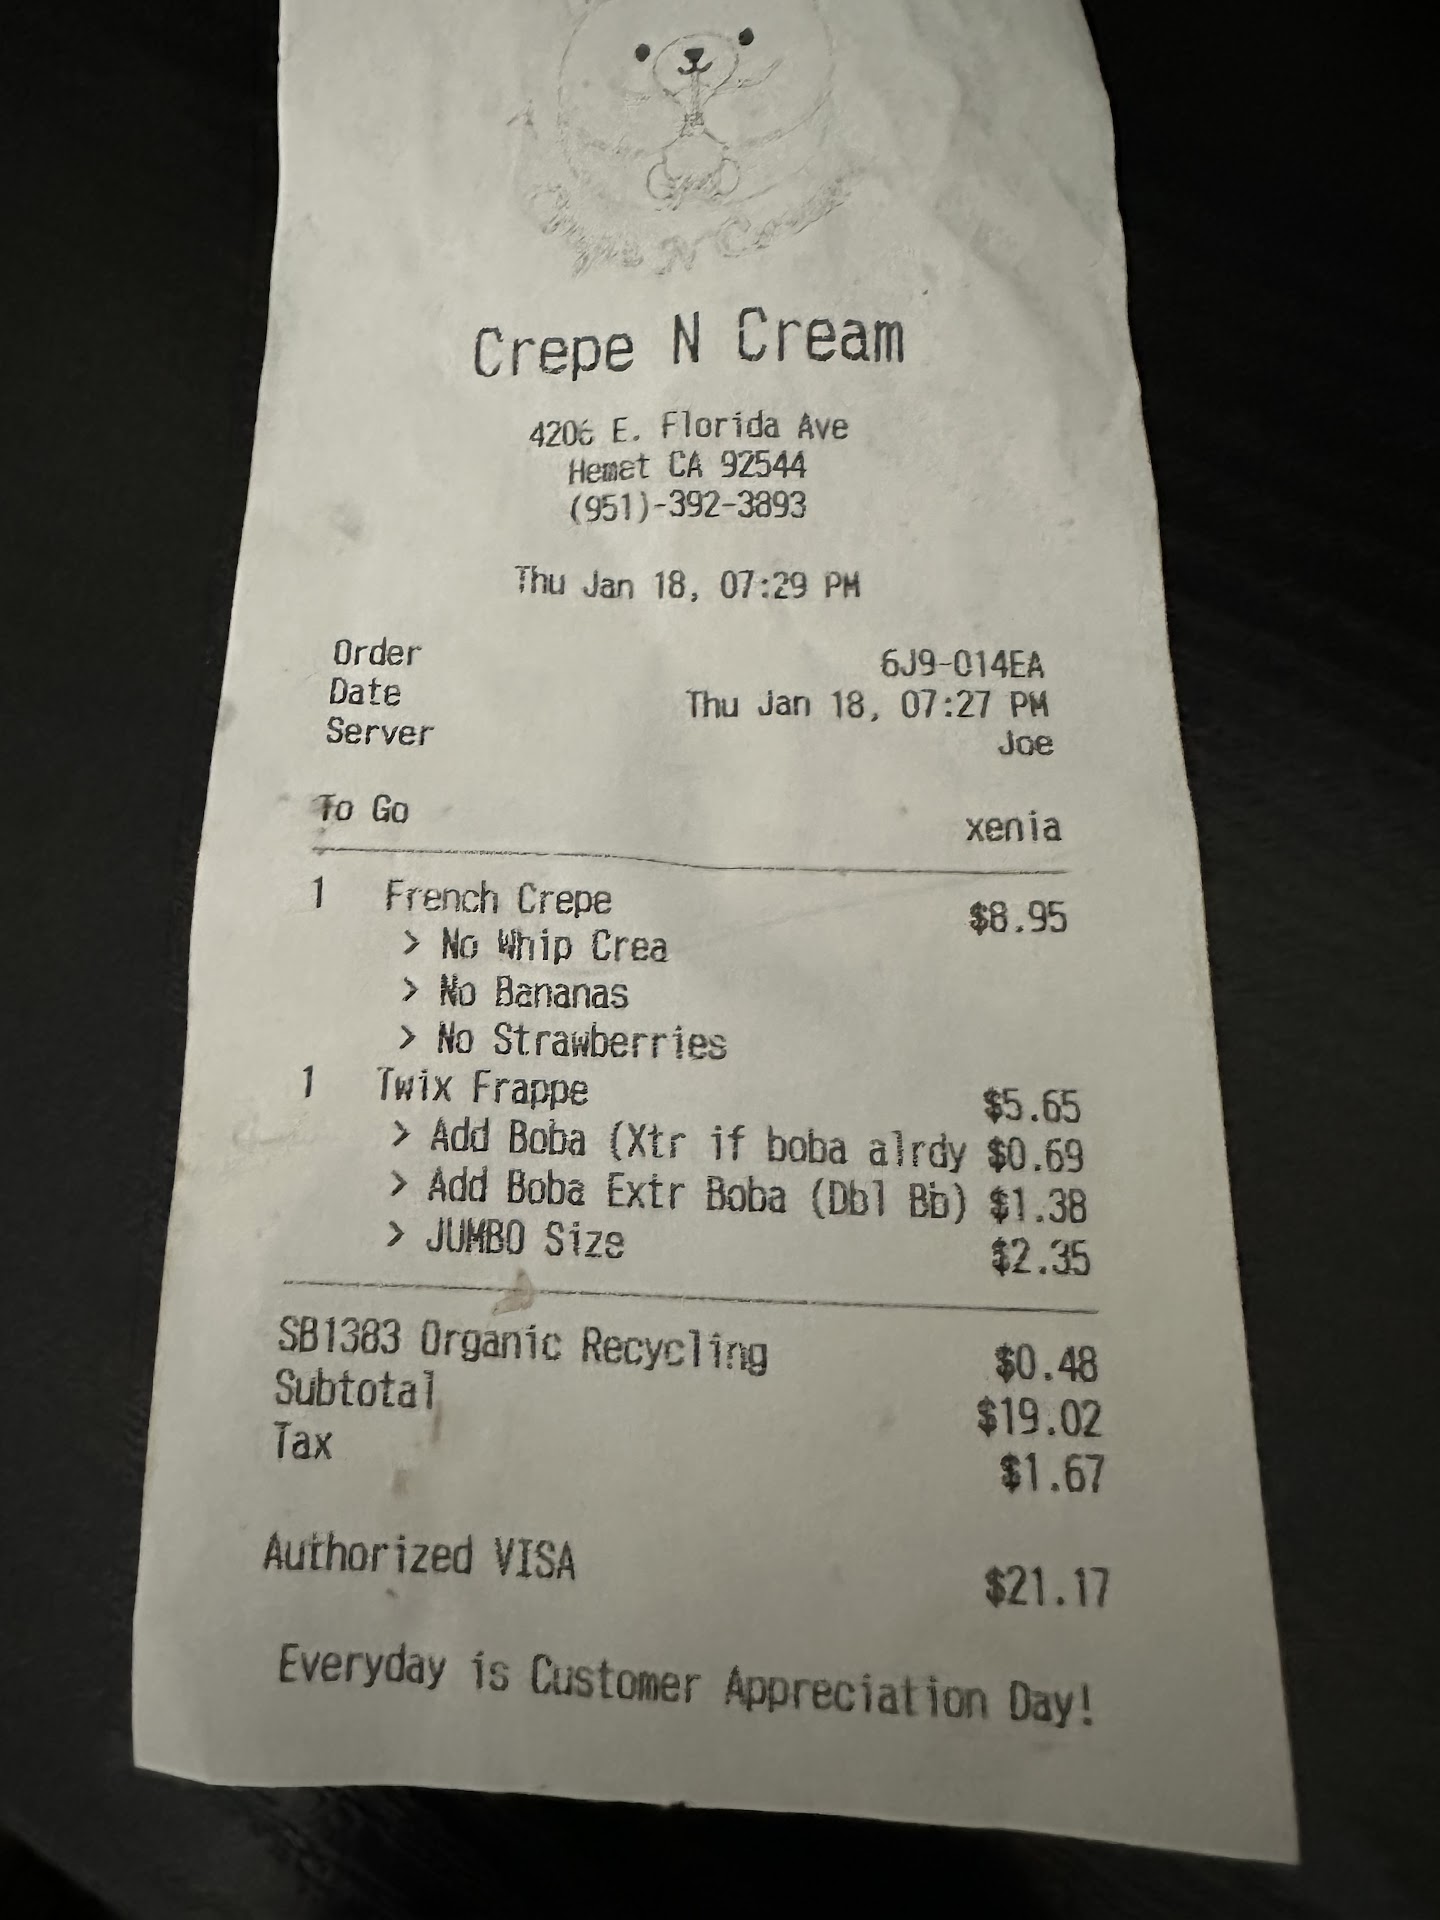 Crepe N Cream
Crepe N Cream
4206 E. Florida Ave
Hemet CA 92544
(951)-392-3893
Thu Jan 18, 07:29 PM
Order 6J9-014EA
Date Thu Jan 18, 07:27 PM
Server Joe
To Go xenia
1 French Crepe $8.95
> No Whip Crea
> No Bananas
> No Strawberries
1 Twix Frappe $5.65
> Add Boba (Xtr if boba alrdy $0.69
> Add Boba Extr Boba (Dbl Bb) $1.38
> JUMBO Size $2.35
SB1383 Organic Recycling $0.48
Subtotal $19.02
Tax $1.67
Authorized VISA $21.17
Everyday is Customer Appreciation Day!